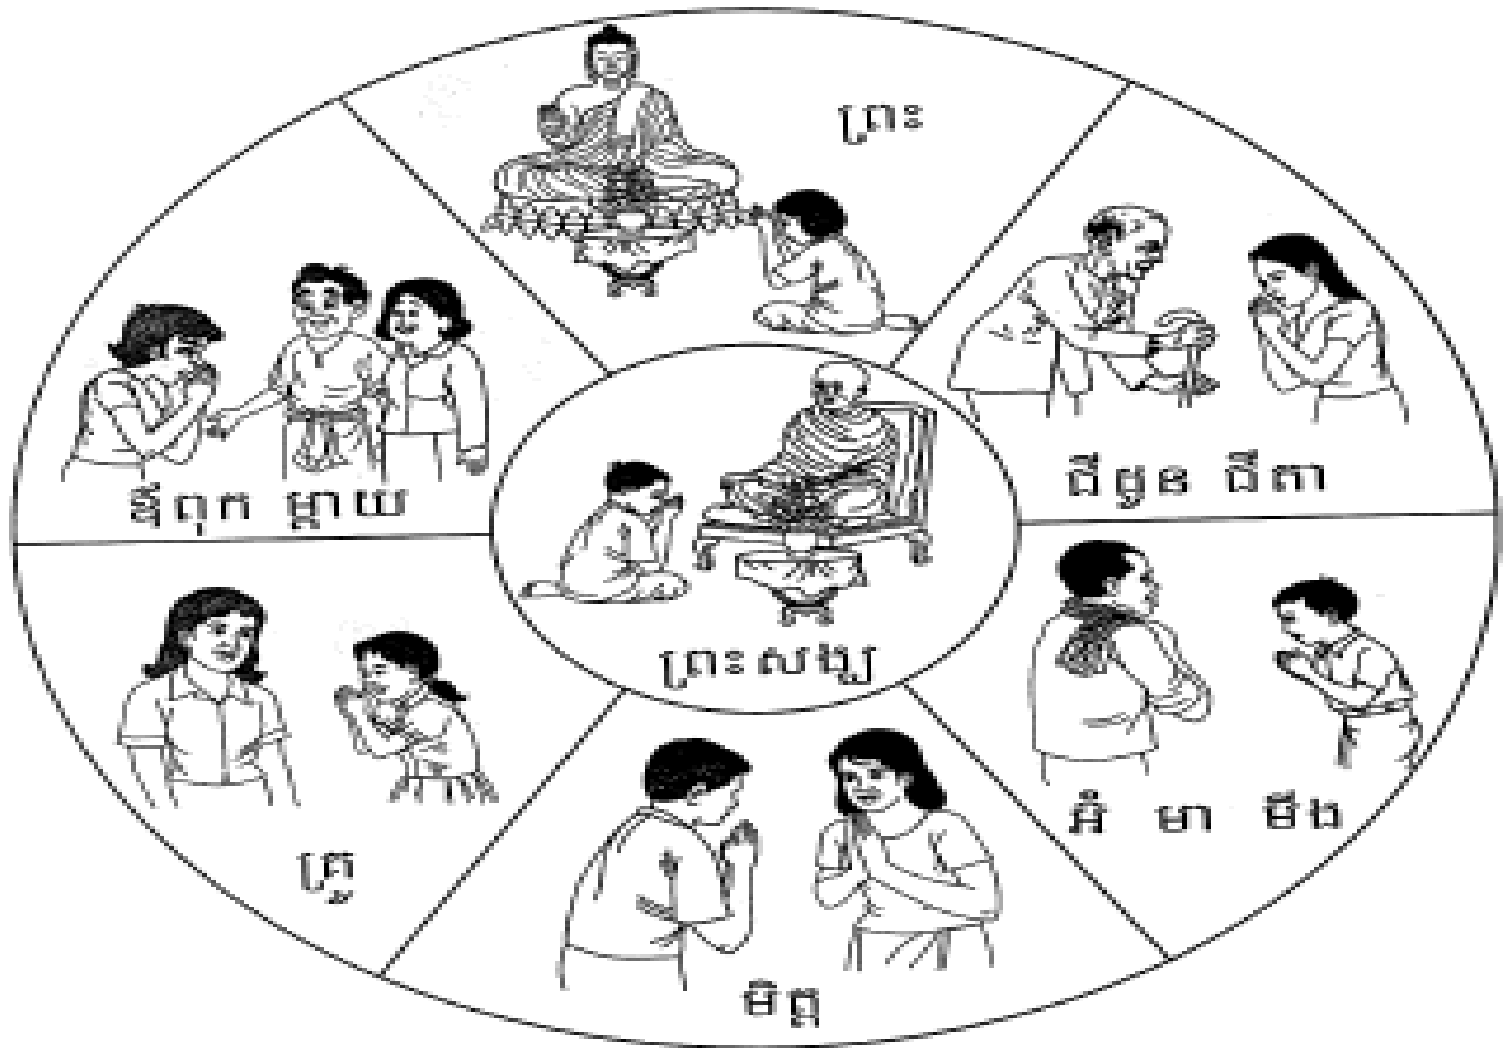 ព្រះ
ជីដូន ជីតា
ឪពុក ម្តាយ
ព្រះសង្ឃ
អ៊ំ មា មីង
គ្រូ
មិត្ត